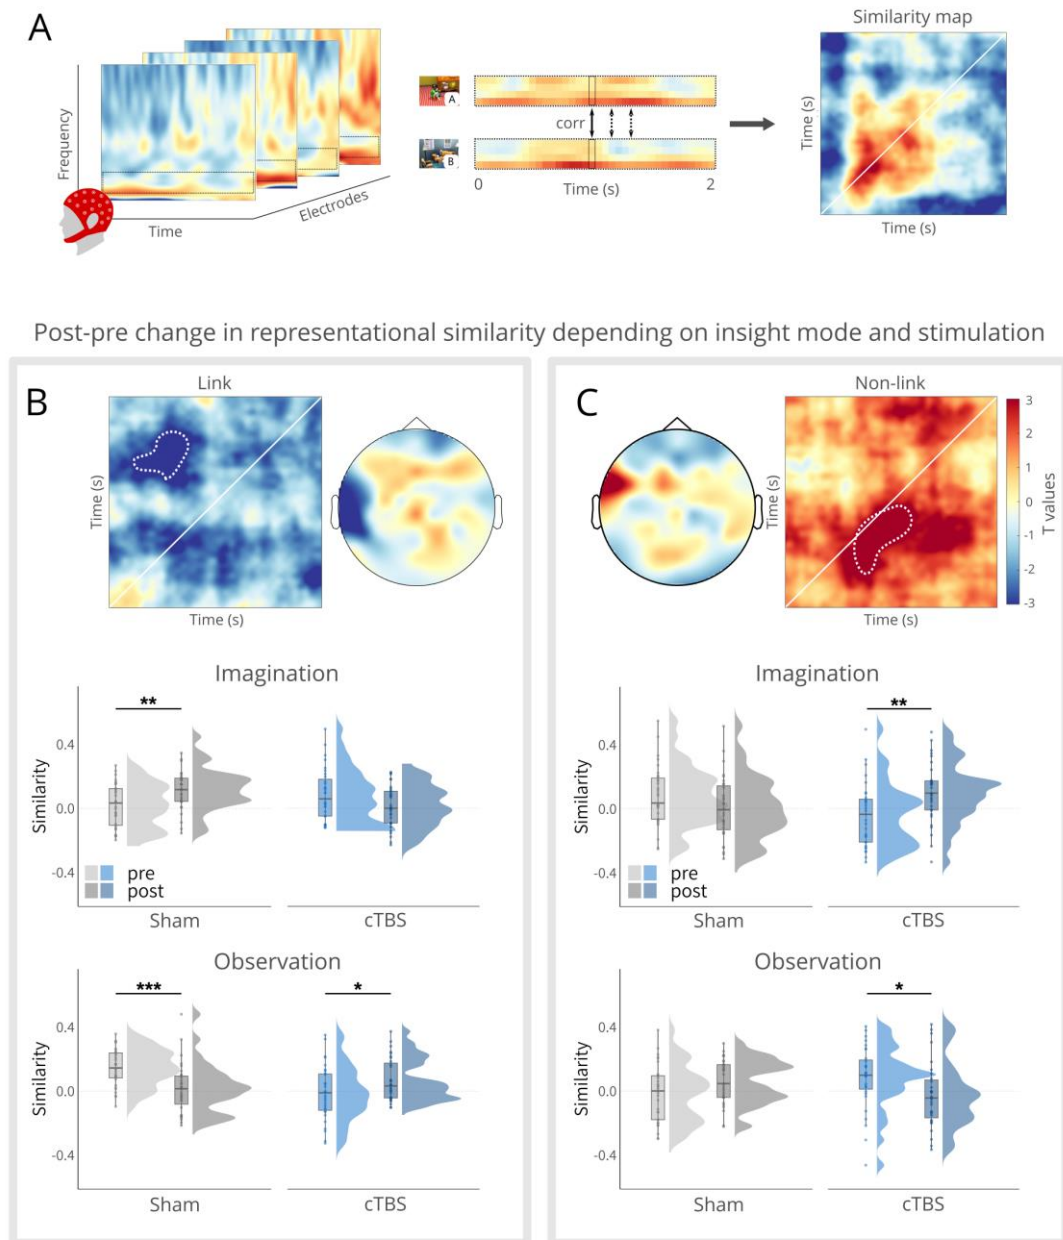 A
Frequency
Time
Electrodes
A
B
corr
0
Time (s)
2
Similarity map
Time (s)
Time (s)
Post-pre change in representational similarity depending on insight mode and stimulation
B
Link
Time (s)
Time (s)
C
Non-link
Time (s)
Time (s)
3
2
1
0
-1
-2
-3
T values
Imagination
**
0.4
0.0
-0.4
Similarity
pre
post
Sham
cTBS
Observation
***
*
0.4
0.0
-0.4
Similarity
Sham
cTBS
Imagination
**
0.4
0.0
-0.4
Similarity
pre
post
Sham
cTBS
Observation
*
0.4
0.0
-0.4
Similarity
Sham
cTBS